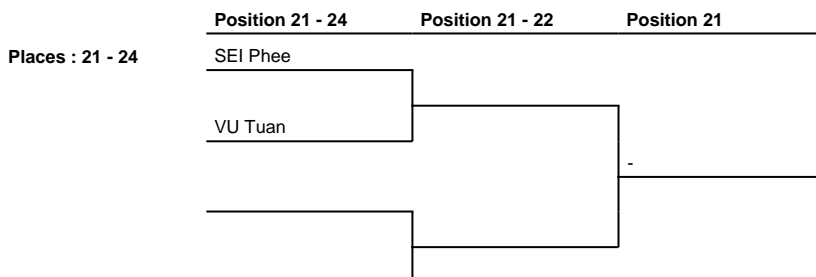 Position 21 - 24 Position 21 - 22 Position 21
Places : 21 - 24 SEI Phee
VU Tuan
-